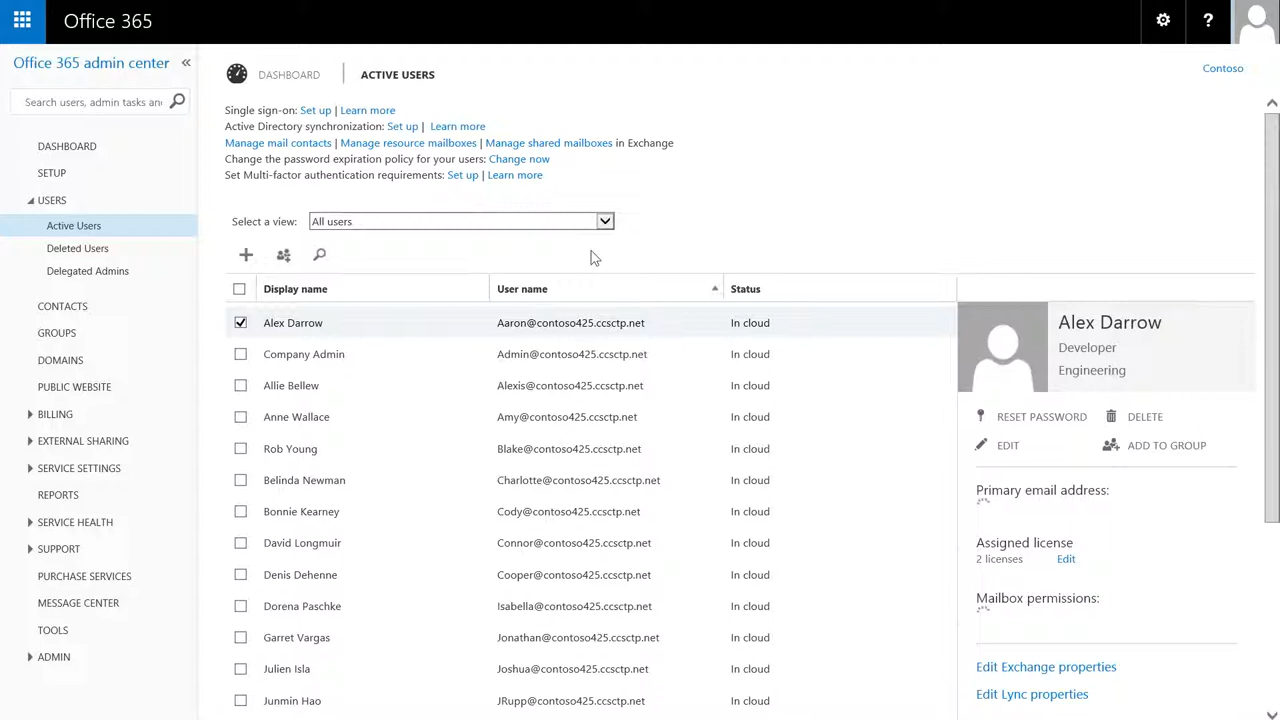 Office 365
?
Office 365 admin center «
Search users, admin tasks an
DASHBOARD
SETUP
USERS
Active Users
Deleted Users
Delegated Admins
CONTACTS
GROUPS
DOMAINS
PUBLIC WEBSITE
BILLING
EXTERNAL SHARING
SERVICE SETTINGS
REPORTS
SERVICE HEALTH
SUPPORT
PURCHASE SERVICES
MESSAGE CENTER
TOOLS
ADMIN
DASHBOARD | ACTIVE USERS
Contoso
Single sign-on: Set up | Learn more
Active Directory synchronization: Set up | Learn more
Manage mail contacts | Manage resource mailboxes | Manage shared mailboxes in Exchange
Change the password expiration policy for your users: Change now
Set Multi-factor authentication requirements: Set up | Learn more
Select a view: All users
Display name User name Status
Alex Darrow Aaron@contoso425.ccsctp.net In cloud
Company Admin Admin@contoso425.ccsctp.net In cloud
Allie Bellew Alexis@contoso425.ccsctp.net In cloud
Anne Wallace Amy@contoso425.ccsctp.net In cloud
Rob Young Blake@contoso425.ccsctp.net In cloud
Belinda Newman Charlotte@contoso425.ccsctp.net In cloud
Bonnie Kearney Cody@contoso425.ccsctp.net In cloud
David Longmuir Connor@contoso425.ccsctp.net In cloud
Denis Dehenne Cooper@contoso425.ccsctp.net In cloud
Dorena Paschke Isabella@contoso425.ccsctp.net In cloud
Garret Vargas Jonathan@contoso425.ccsctp.net In cloud
Julien Isla Joshua@contoso425.ccsctp.net In cloud
Junmin Hao JRupp@contoso425.ccsctp.net In cloud
Alex Darrow
Developer
Engineering
RESET PASSWORD DELETE
EDIT ADD TO GROUP
Primary email address:
Assigned license
2 licenses Edit
Mailbox permissions:
Edit Exchange properties
Edit Lync properties